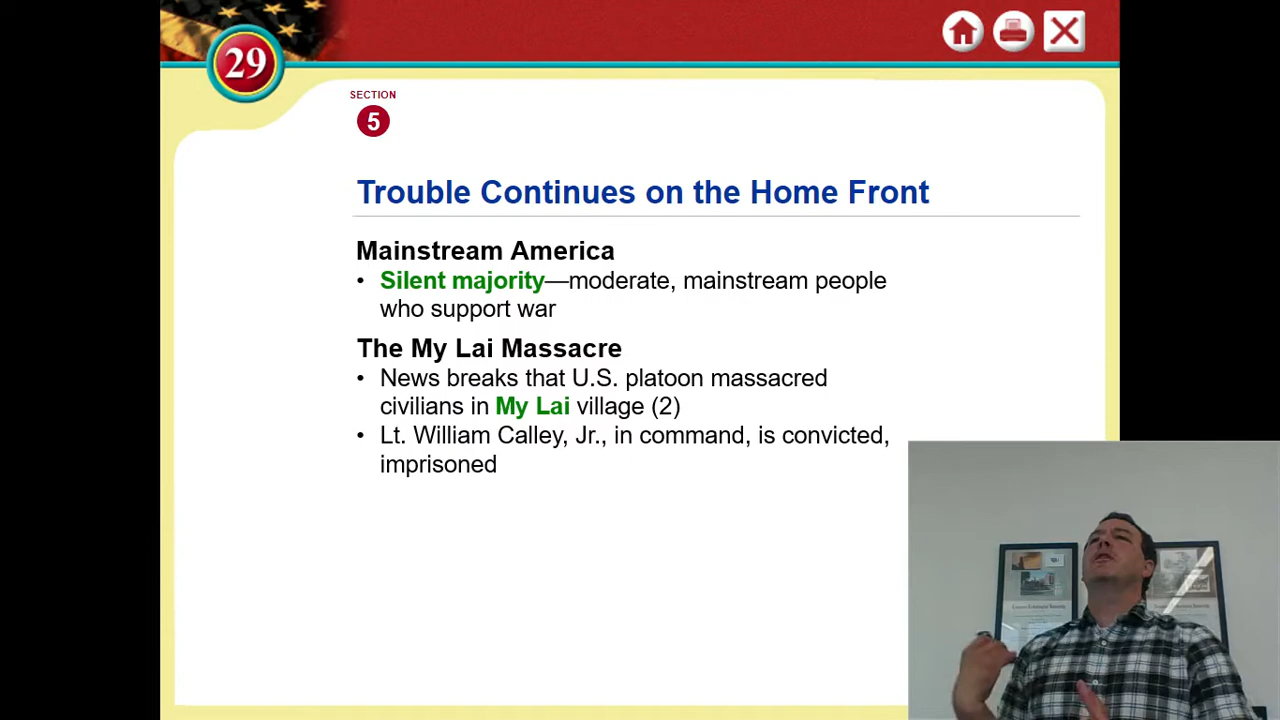 29
SECTION
5
Trouble Continues on the Home Front
Mainstream America
• Silent majority—moderate, mainstream people
who support war
The My Lai Massacre
• News breaks that U.S. platoon massacred
civilians in My Lai village (2)
• Lt. William Calley, Jr., in command, is convicted,
imprisoned